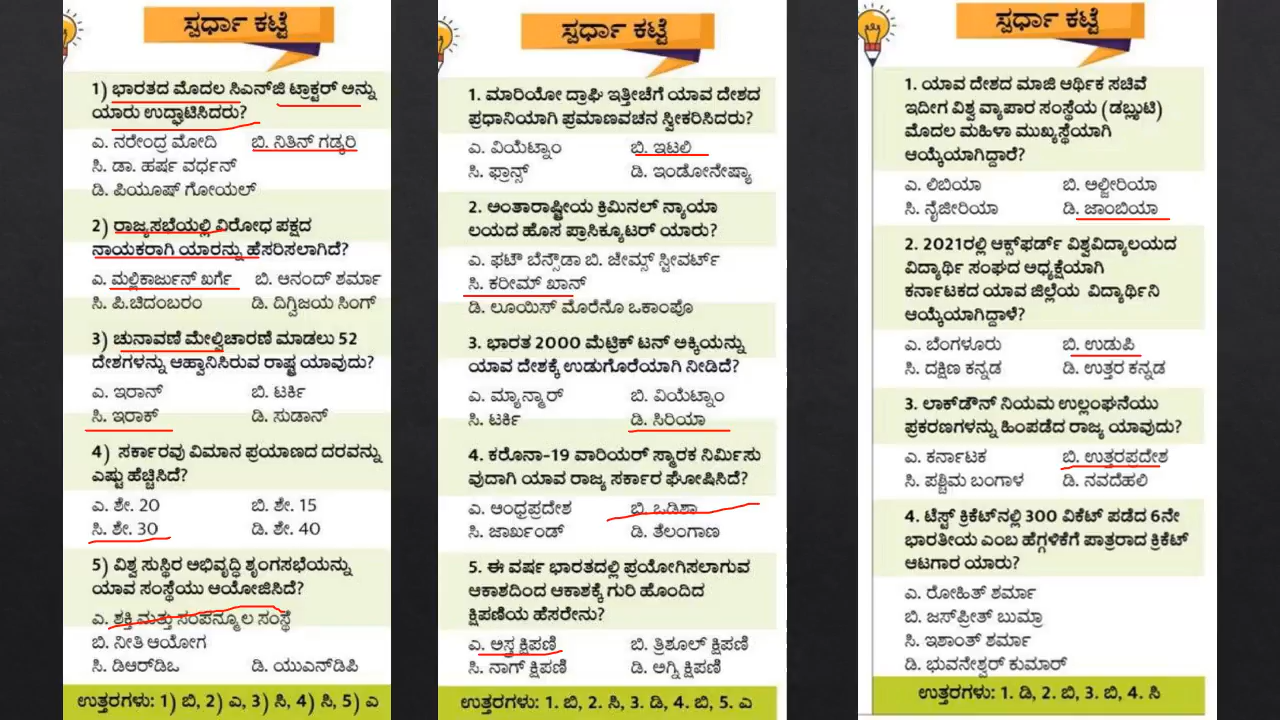 ಸ್ಪರ್ಧಾ ಕಟ್ಟೆ
1) ಭಾರತದ ಮೊದಲ ಸಿಎನ್‌ಜಿ ಟ್ರಾಕ್ಟರ್ ಅನ್ನು
ಯಾರು ಉದ್ಘಾಟಿಸಿದರು?
ಎ. ನರೇಂದ್ರ ಮೋದಿ ಬಿ. ನಿತಿನ್ ಗಡ್ಕರಿ
ಸಿ. ಡಾ. ಹರ್ಷ ವರ್ಧನ್
ಡಿ. ಪಿಯೂಷ್ ಗೋಯಲ್
2) ರಾಜ್ಯಸಭೆಯಲ್ಲಿ ವಿರೋಧ ಪಕ್ಷದ
ನಾಯಕರಾಗಿ ಯಾರನ್ನು ಹೆಸರಿಸಲಾಗಿದೆ?
ಎ. ಮಲ್ಲಿಕಾರ್ಜುನ್ ಖರ್ಗೆ ಬಿ. ಆನಂದ್ ಶರ್ಮಾ
ಸಿ. ಪಿ.ಚಿದಂಬರಂ ಡಿ. ದಿಗ್ವಿಜಯ ಸಿಂಗ್
3) ಚುನಾವಣೆ ಮೇಲ್ವಿಚಾರಣೆ ಮಾಡಲು 52
ದೇಶಗಳನ್ನು ಆಹ್ವಾನಿಸಿರುವ ರಾಷ್ಟ್ರ ಯಾವುದು?
ಎ. ಇರಾನ್ ಬಿ. ಟರ್ಕಿ
ಸಿ. ಇರಾಕ್ ಡಿ. ಸುಡಾನ್
4) ಸರ್ಕಾರವು ವಿಮಾನ ಪ್ರಯಾಣದ ದರವನ್ನು
ಎಷ್ಟು ಹೆಚ್ಚಿಸಿದೆ?
ಎ. ಶೇ. 20 ಬಿ. ಶೇ. 15
ಸಿ. ಶೇ. 30 ಡಿ. ಶೇ. 40
5) ವಿಶ್ವ ಸುಸ್ಥಿರ ಅಭಿವೃದ್ಧಿ ಶೃಂಗಸಭೆಯನ್ನು
ಯಾವ ಸಂಸ್ಥೆಯು ಆಯೋಜಿಸಿದೆ?
ಎ. ಶಕ್ತಿ ಮತ್ತು ಸಂಪನ್ಮೂಲ ಸಂಸ್ಥೆ
ಬಿ. ನೀತಿ ಆಯೋಗ
ಸಿ. ಡಿಆರ್‌ಡಿಒ ಡಿ. ಯುಎನ್‌ಡಿಪಿ
ಉತ್ತರಗಳು: 1) ಬಿ, 2) ಎ, 3) ಸಿ, 4) ಸಿ, 5) ಎ
ಸ್ಪರ್ಧಾ ಕಟ್ಟೆ
1. ಮಾರಿಯೋ ದ್ರಾಘಿ ಇತ್ತೀಚೆಗೆ ಯಾವ ದೇಶದ
ಪ್ರಧಾನಿಯಾಗಿ ಪ್ರಮಾಣವಚನ ಸ್ವೀಕರಿಸಿದರು?
ಎ. ವಿಯೆಟ್ನಾಂ ಬಿ. ಇಟಲಿ
ಸಿ. ಫ್ರಾನ್ಸ್ ಡಿ. ಇಂಡೋನೇಷ್ಯಾ
2. ಅಂತಾರಾಷ್ಟ್ರೀಯ ಕ್ರಿಮಿನಲ್ ನ್ಯಾಯಾ
ಲಯದ ಹೊಸ ಪ್ರಾಸಿಕ್ಯೂಟರ್ ಯಾರು?
ಎ. ಫಟೌ ಬೆನ್ಸೌಡಾ ಬಿ. ಜೇಮ್ಸ್ ಸ್ಟೀವರ್ಟ್
ಸಿ. ಕರೀಮ್ ಖಾನ್
ಡಿ. ಲೂಯಿಸ್ ಮೊರೆನೊ ಒಕಾಂಪೊ
3. ಭಾರತ 2000 ಮೆಟ್ರಿಕ್ ಟನ್ ಅಕ್ಕಿಯನ್ನು
ಯಾವ ದೇಶಕ್ಕೆ ಉಡುಗೊರೆಯಾಗಿ ನೀಡಿದೆ?
ಎ. ಮ್ಯಾನ್ಮಾರ್ ಬಿ. ವಿಯೆಟ್ನಾಂ
ಸಿ. ಟರ್ಕಿ ಡಿ. ಸಿರಿಯಾ
4. ಕರೊನಾ-19 ವಾರಿಯರ್ ಸ್ಮಾರಕ ನಿರ್ಮಿಸು
ವುದಾಗಿ ಯಾವ ರಾಜ್ಯ ಸರ್ಕಾರ ಘೋಷಿಸಿದೆ?
ಎ. ಆಂಧ್ರಪ್ರದೇಶ ಬಿ. ಒಡಿಶಾ
ಸಿ. ಜಾರ್ಖಂಡ್ ಡಿ. ತೆಲಂಗಾಣ
5. ಈ ವರ್ಷ ಭಾರತದಲ್ಲಿ ಪ್ರಯೋಗಿಸಲಾಗುವ
ಆಕಾಶದಿಂದ ಆಕಾಶಕ್ಕೆ ಗುರಿ ಹೊಂದಿದ
ಕ್ಷಿಪಣಿಯ ಹೆಸರೇನು?
ಎ. ಅಸ್ತ್ರ ಕ್ಷಿಪಣಿ ಬಿ. ತ್ರಿಶೂಲ್ ಕ್ಷಿಪಣಿ
ಸಿ. ನಾಗ್ ಕ್ಷಿಪಣಿ ಡಿ. ಅಗ್ನಿ ಕ್ಷಿಪಣಿ
ಉತ್ತರಗಳು: 1. ಬಿ, 2. ಸಿ, 3. ಡಿ, 4. ಬಿ, 5. ಎ
ಸ್ಪರ್ಧಾ ಕಟ್ಟೆ
1. ಯಾವ ದೇಶದ ಮಾಜಿ ಆರ್ಥಿಕ ಸಚಿವೆ
ಇದೀಗ ವಿಶ್ವ ವ್ಯಾಪಾರ ಸಂಸ್ಥೆಯ (ಡಬ್ಲ್ಯುಟಿ)
ಮೊದಲ ಮಹಿಳಾ ಮುಖ್ಯಸ್ಥೆಯಾಗಿ
ಆಯ್ಕೆಯಾಗಿದ್ದಾರೆ?
ಎ. ಲಿಬಿಯಾ ಬಿ. ಅಲ್ಜೀರಿಯಾ
ಸಿ. ನೈಜೀರಿಯಾ ಡಿ. ಜಾಂಬಿಯಾ
2. 2021ರಲ್ಲಿ ಆಕ್ಸ್‌ಫರ್ಡ್ ವಿಶ್ವವಿದ್ಯಾಲಯದ
ವಿದ್ಯಾರ್ಥಿ ಸಂಘದ ಅಧ್ಯಕ್ಷೆಯಾಗಿ
ಕರ್ನಾಟಕದ ಯಾವ ಜಿಲ್ಲೆಯ ವಿದ್ಯಾರ್ಥಿನಿ
ಆಯ್ಕೆಯಾಗಿದ್ದಾಳೆ?
ಎ. ಬೆಂಗಳೂರು ಬಿ. ಉಡುಪಿ
ಸಿ. ದಕ್ಷಿಣ ಕನ್ನಡ ಡಿ. ಉತ್ತರ ಕನ್ನಡ
3. ಲಾಕ್‌ಡೌನ್ ನಿಯಮ ಉಲ್ಲಂಘನೆಯು
ಪ್ರಕರಣಗಳನ್ನು ಹಿಂಪಡೆದ ರಾಜ್ಯ ಯಾವುದು?
ಎ. ಕರ್ನಾಟಕ ಬಿ. ಉತ್ತರಪ್ರದೇಶ
ಸಿ. ಪಶ್ಚಿಮ ಬಂಗಾಳ ಡಿ. ನವದೆಹಲಿ
4. ಟೆಸ್ಟ್ ಕ್ರಿಕೆಟ್‌ನಲ್ಲಿ 300 ವಿಕೆಟ್ ಪಡೆದ 6ನೇ
ಭಾರತೀಯ ಎಂಬ ಹೆಗ್ಗಳಿಕೆಗೆ ಪಾತ್ರರಾದ ಕ್ರಿಕೆಟ್
ಆಟಗಾರ ಯಾರು?
ಎ. ರೋಹಿತ್ ಶರ್ಮಾ
ಬಿ. ಜಸ್‌ಪ್ರೀತ್ ಬುಮ್ರಾ
ಸಿ. ಇಶಾಂತ್ ಶರ್ಮಾ
ಡಿ. ಭುವನೇಶ್ವರ್ ಕುಮಾರ್
ಉತ್ತರಗಳು: 1. ಡಿ, 2. ಬಿ, 3. ಬಿ, 4. ಸಿ